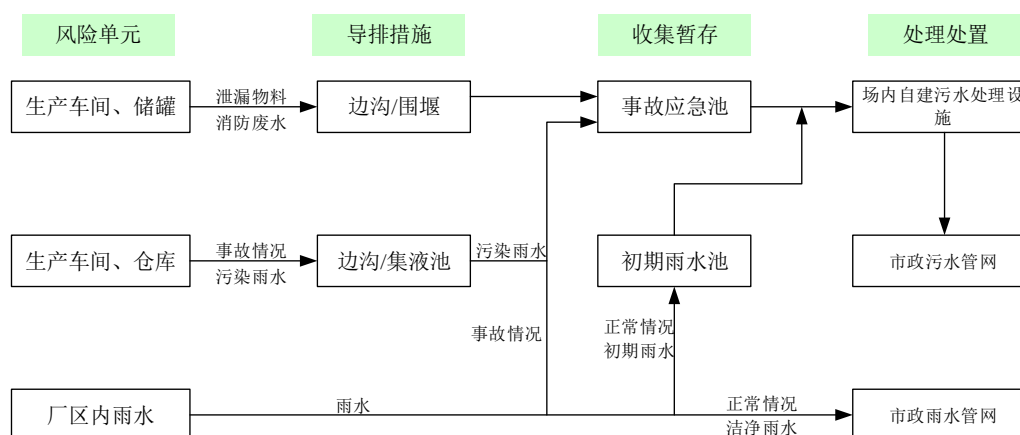 风险单元
导排措施
收集暂存
处理处置
生产车间、储罐
泄漏物料
消防废水
边沟/围堰
事故应急池
场内自建污水处理设
施
生产车间、仓库
事故情况
污染雨水
边沟/集液池
污染雨水
初期雨水池
市政污水管网
事故情况
正常情况
初期雨水
厂区内雨水
雨水
正常情况
洁净雨水
市政雨水管网